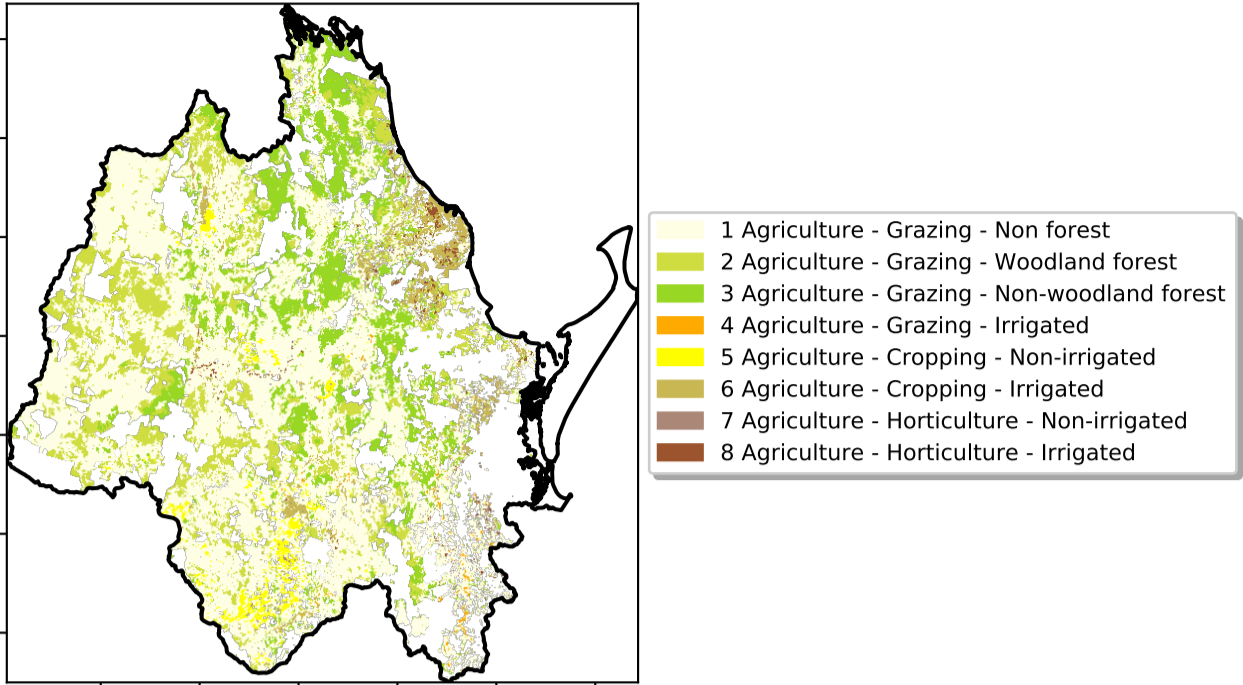 1 Agriculture - Grazing - Non forest
2 Agriculture - Grazing - Woodland forest
3 Agriculture - Grazing - Non-woodland forest
4 Agriculture - Grazing - Irrigated
5 Agriculture - Cropping - Non-irrigated
6 Agriculture - Cropping - Irrigated
7 Agriculture - Horticulture - Non-irrigated
8 Agriculture - Horticulture - Irrigated